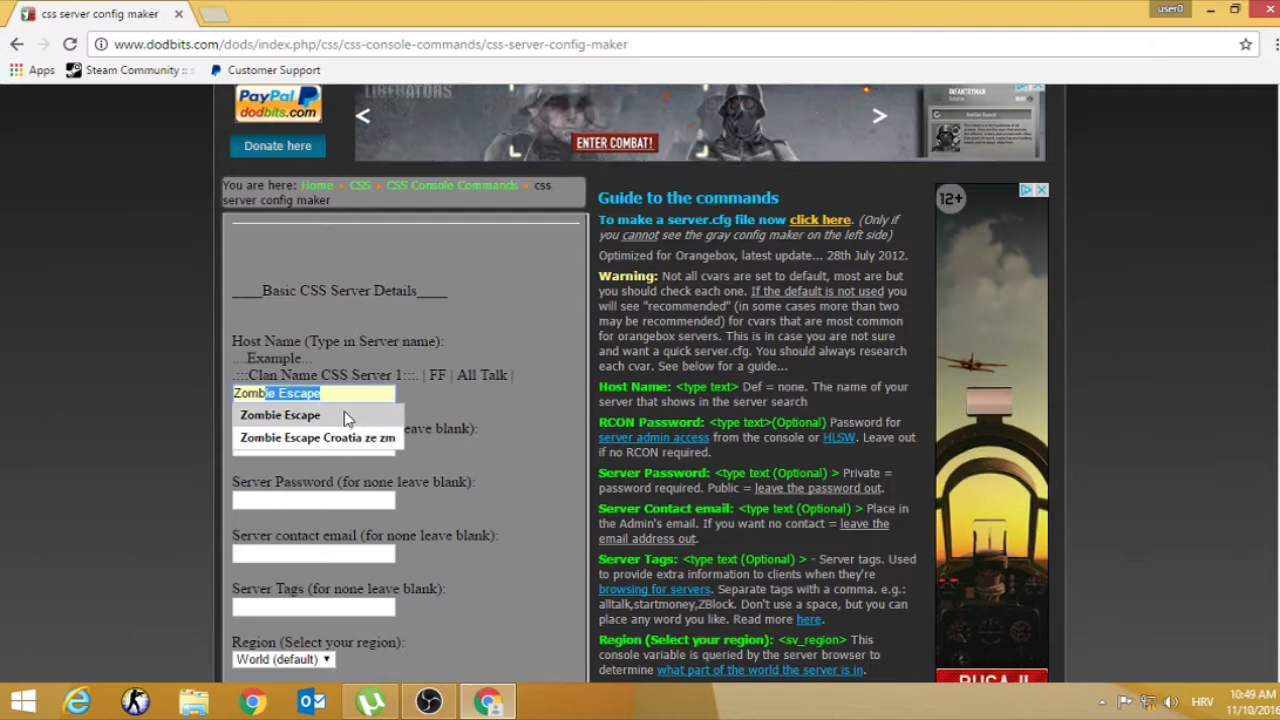 css server config maker
user0
www.dodbits.com/dods/index.php/css/css-console-commands/css-server-config-maker
Apps
Steam Community ::
Customer Support
PayPal
dodbits.com
Donate here
LIBERATORS
ENTER COMBAT!
INFANTRYMAN
You are here: Home CSS CSS Console Commands css
server config maker
____Basic CSS Server Details____
Host Name (Type in Server name):
....Example...
.:::Clan Name CSS Server 1:::. | FF | All Talk |
Zombie Escape
Zombie Escape
Zombie Escape Croatia ze zm
eave blank):
Server Password (for none leave blank):
Server contact email (for none leave blank):
Server Tags (for none leave blank):
Region (Select your region):
World (default)
Guide to the commands
To make a server.cfg file now click here. (Only if
you cannot see the gray config maker on the left side)
Optimized for Orangebox, latest update... 28th July 2012.
Warning: Not all cvars are set to default, most are but
you should check each one. If the default is not used you
will see "recommended" (in some cases more than two
may be recommended) for cvars that are most common
for orangebox servers. This is in case you are not sure
and want a quick server.cfg. You should always research
each cvar. See below for a guide...
Host Name: <type text> Def = none. The name of your
server that shows in the server search
RCON Password: <type text>(Optional) Password for
server admin access from the console or HLSW. Leave out
if no RCON required.
Server Password: <type text (Optional) > Private =
password required. Public = leave the password out.
Server Contact email: <type text (Optional) > Place in
the Admin's email. If you want no contact = leave the
email address out.
Server Tags: <type text (Optional) > - Server tags. Used
to provide extra information to clients when they're
browsing for servers. Separate tags with a comma. e.g.:
alltalk,startmoney,ZBlock. Don't use a space, but you can
place any word you like. Read more here.
Region (Select your region): <sv_region> This
console variable is queried by the server browser to
determine what part of the world the server is in.
12+
HRV
10:49 AM
11/10/2016